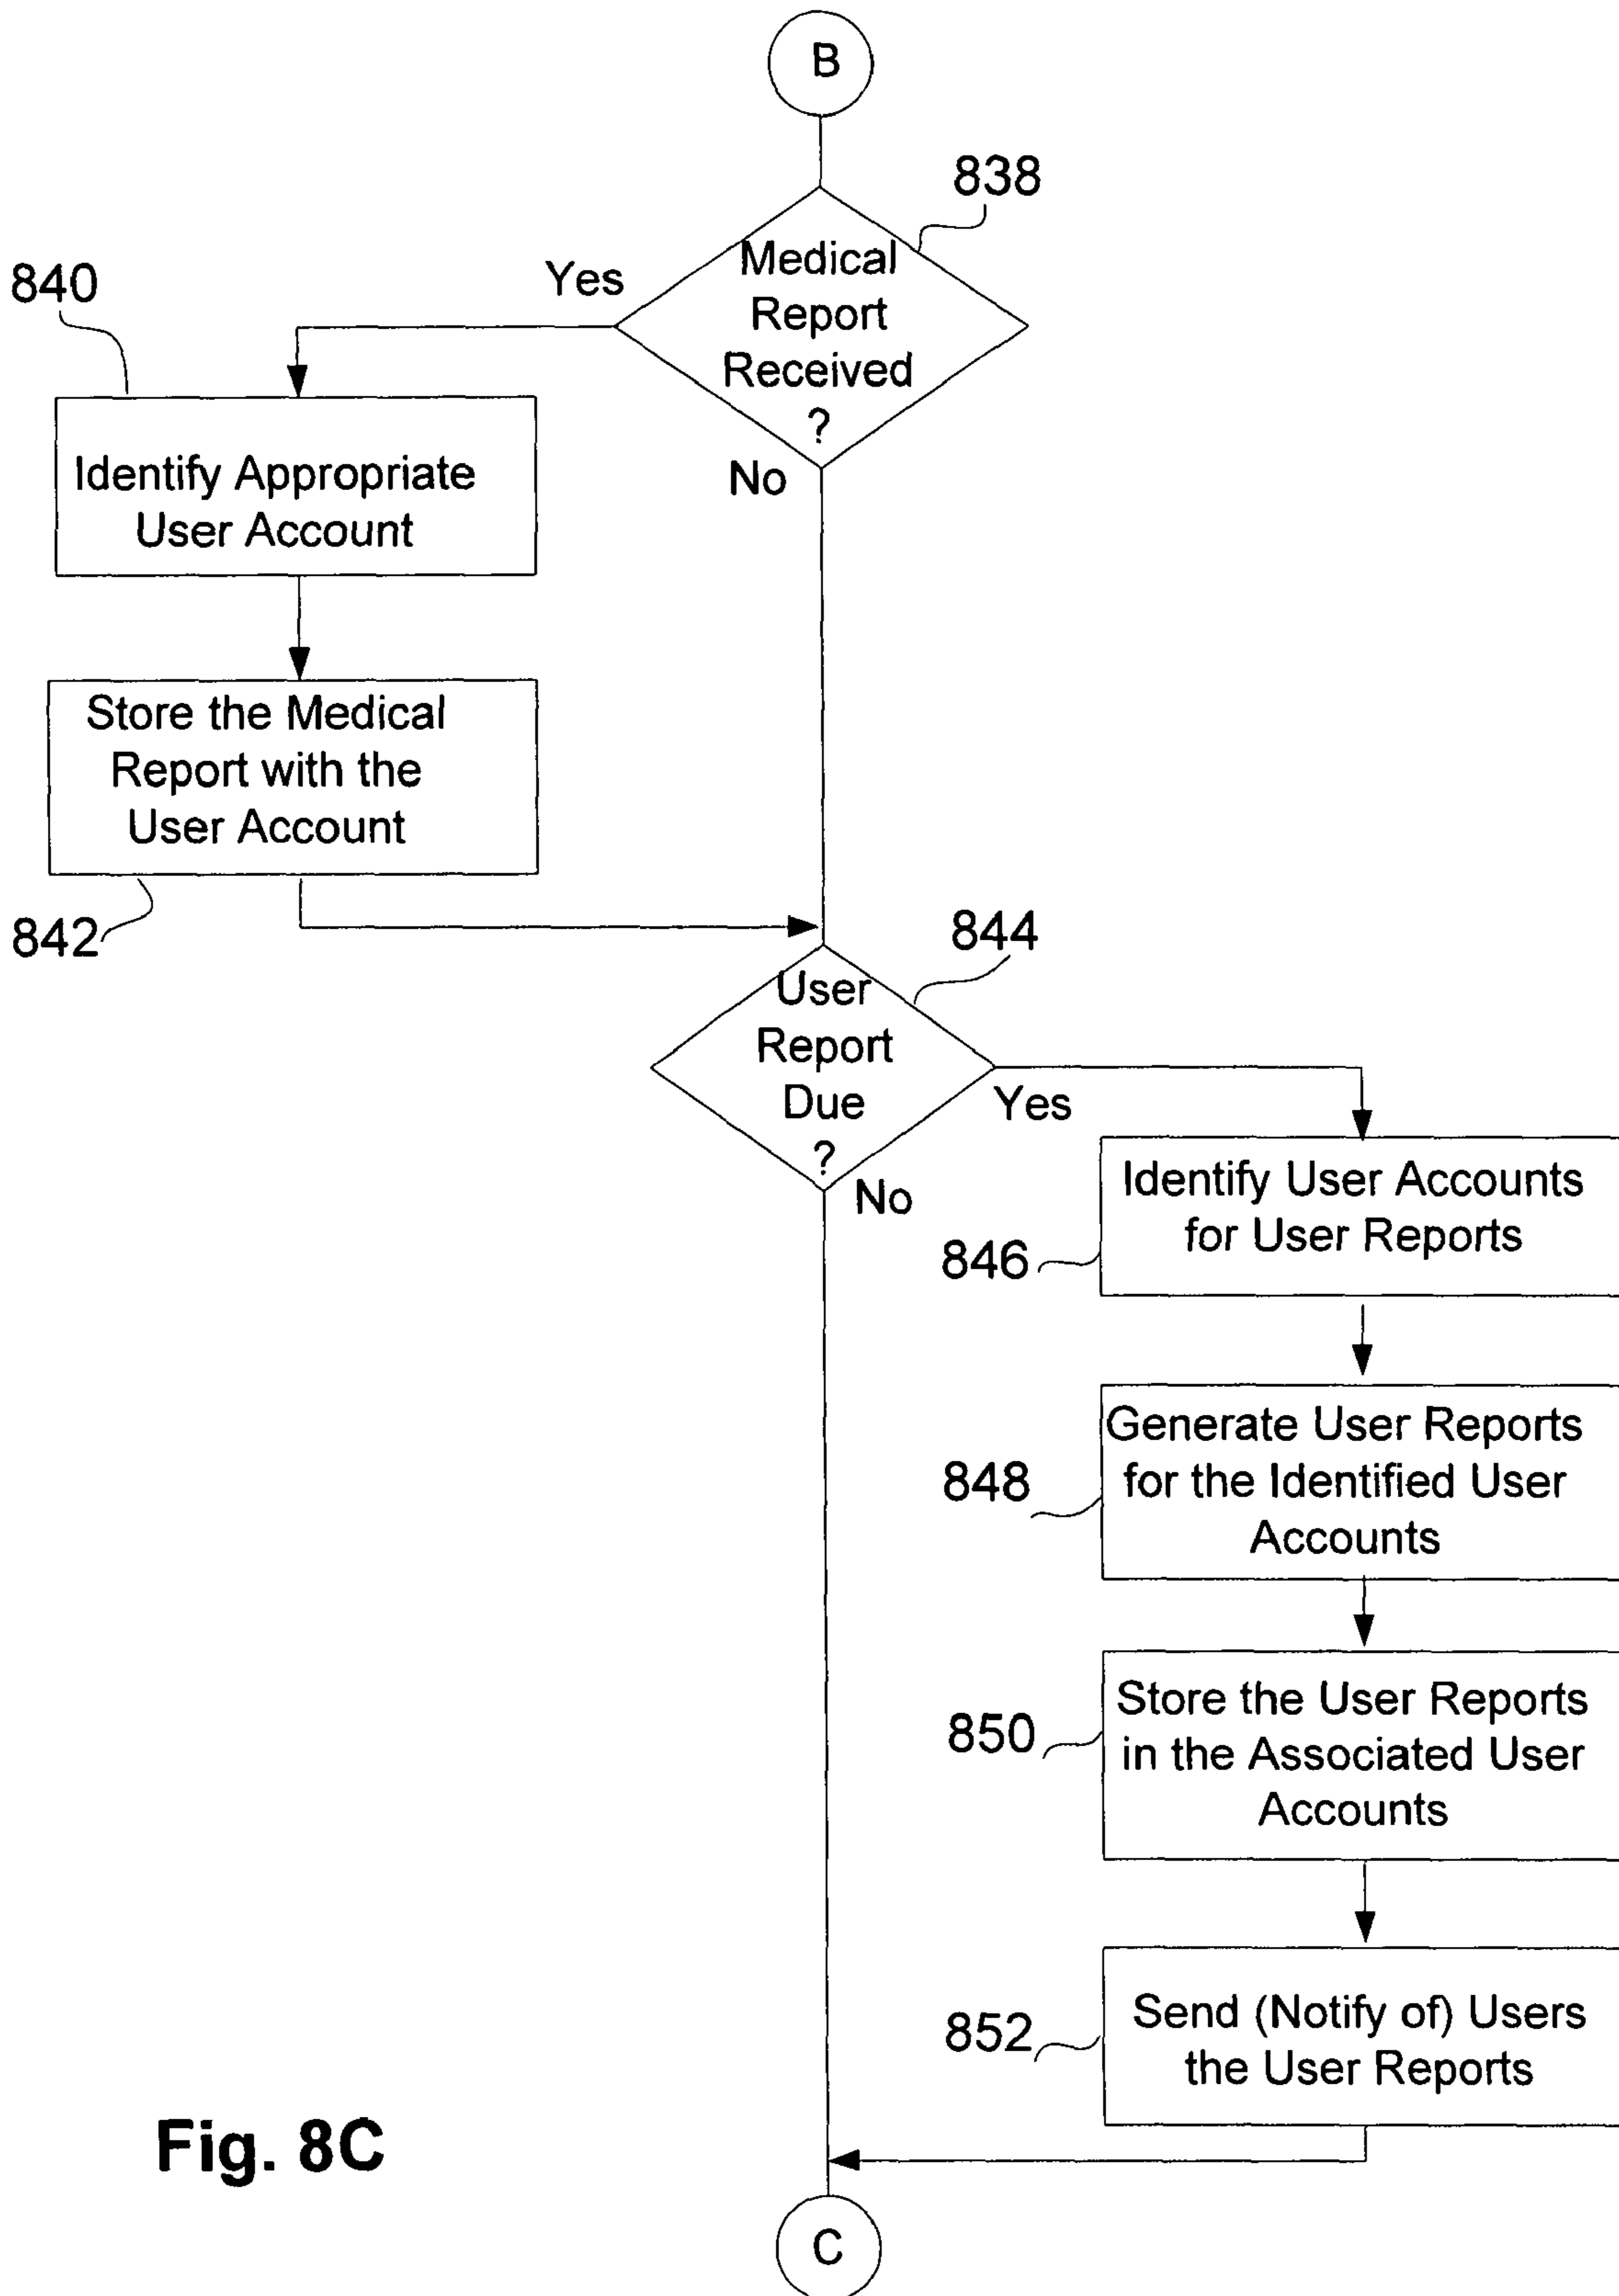 B
838
Medical
Report
Received
?
Yes
No
840
Identify Appropriate
User Account
Store the Medical
Report with the
User Account
842
844
User
Report
Due
?
Yes
No
Identify User Accounts
for User Reports
846
Generate User Reports
for the Identified User
Accounts
848
Store the User Reports
in the Associated User
Accounts
850
Send (Notify of) Users
the User Reports
852
Fig. 8C
C